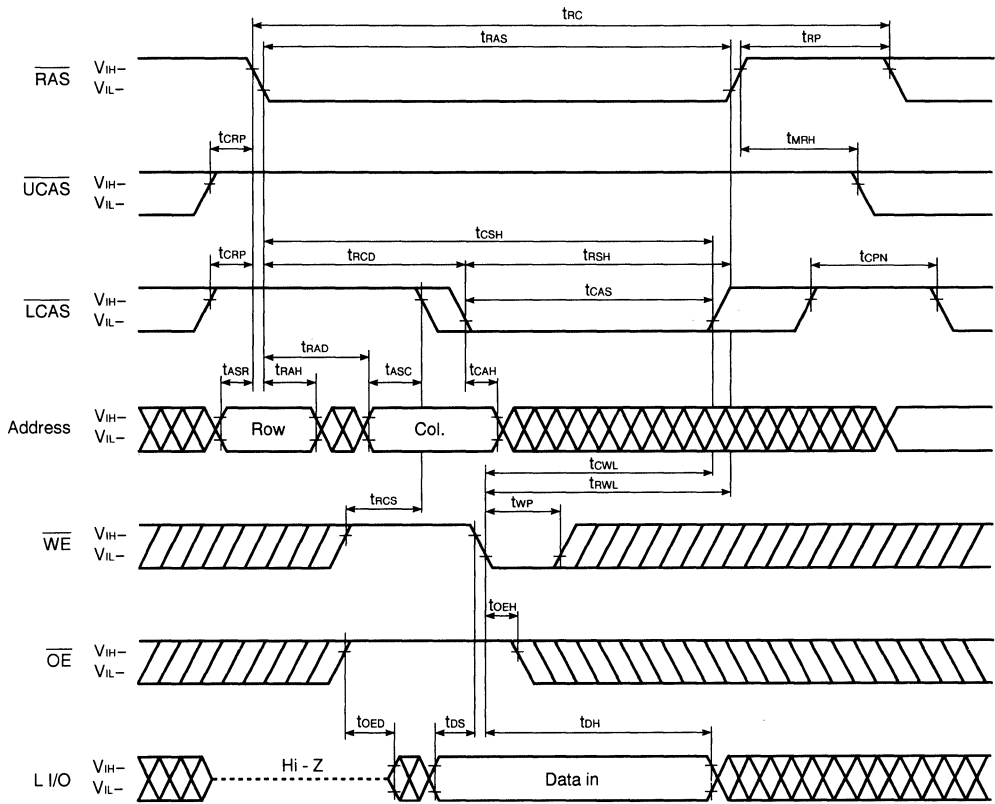 tRC
tRAS
tRP
RAS
VIH–
VIL–
tCRP
tMRH
UCAS
VIH–
VIL–
tCSH
tCRP
tRCD
tRSH
tCPN
LCAS
VIH–
VIL–
tCAS
tRAD
tASR
tRAH
tASC
tCAH
Address
VIH–
VIL–
Row
Col.
tCWL
tRWL
tRCS
tWP
WE
VIH–
VIL–
tOEH
OE
VIH–
VIL–
tOED
tDS
tDH
L I/O
VIH–
VIL–
Hi - Z
Data in